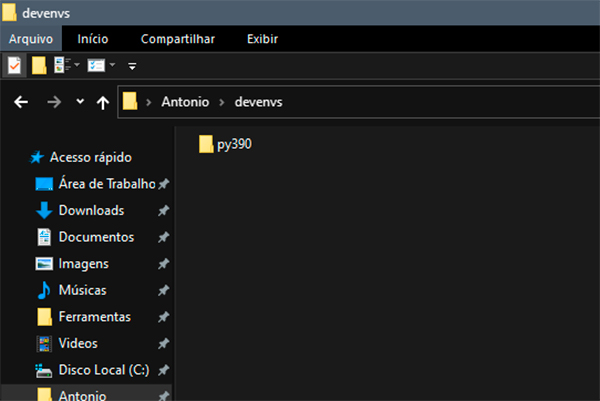 devenvs
Arquivo Início Compartilhar Exibir
Antonio devenvs
py390
Acesso rápido
Área de Trabalho
Downloads
Documentos
Imagens
Músicas
Ferramentas
Videos
Disco Local (C:)
Antonio